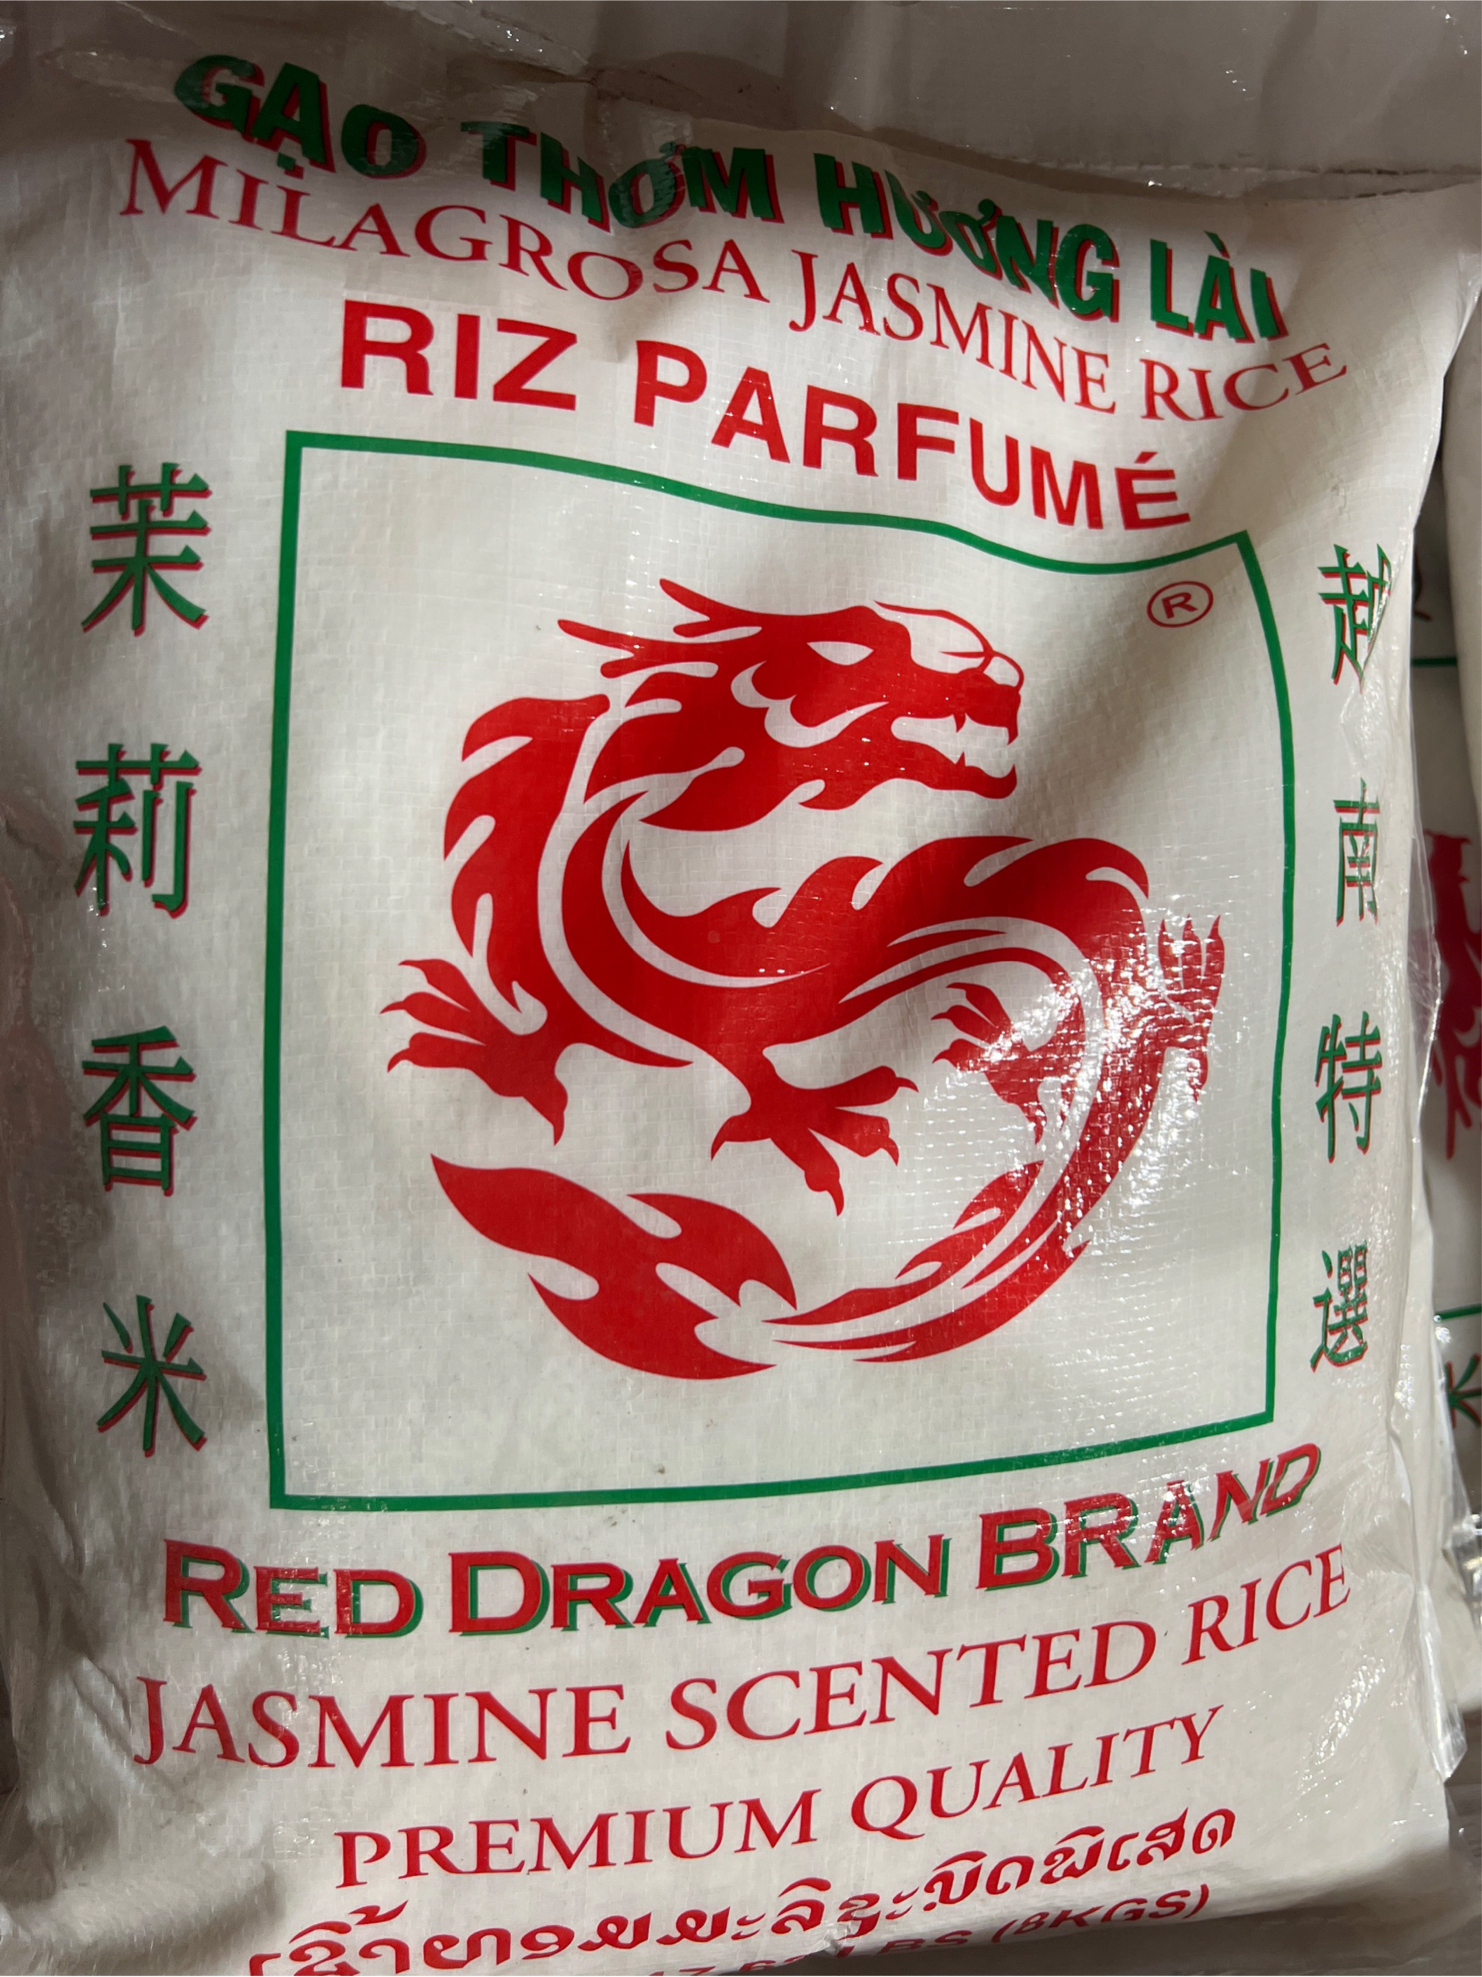 GẠO THƠM HƯƠNG LÀI
MILAGROSA JASMINE RICE
RIZ PARFUMÉ
茉莉香米
越南特選
®
RED DRAGON BRAND
JASMINE SCENTED RICE
PREMIUM QUALITY
ເຂົ້າຫອມມະລິຊະນິດພິເສດ
LBS (8KGS)